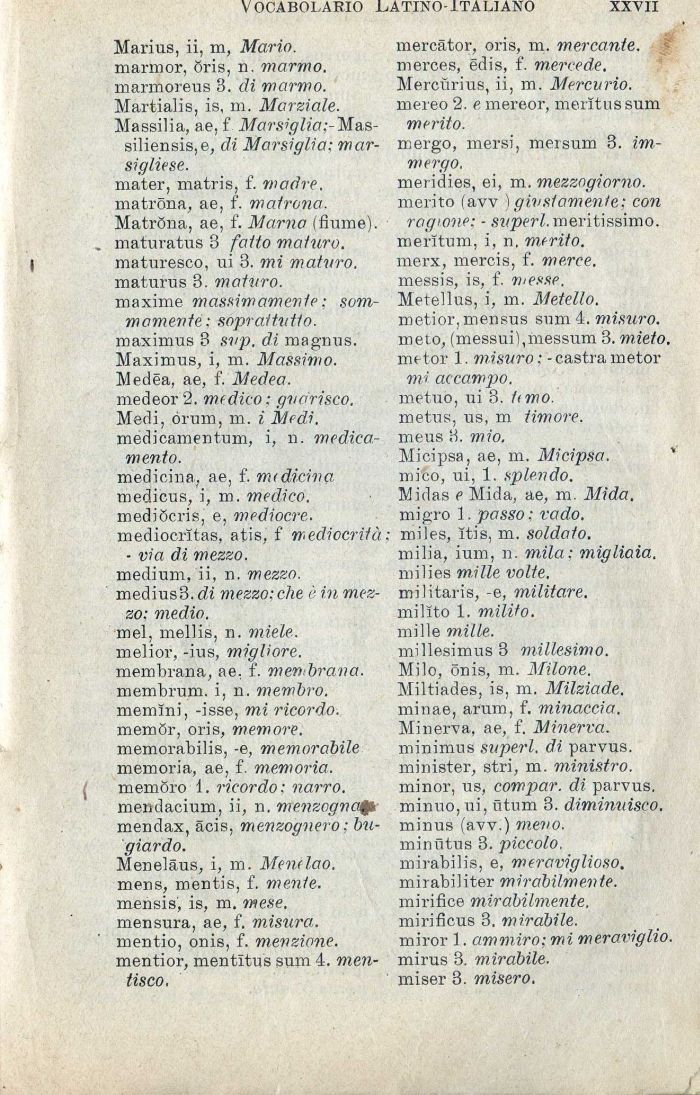 VOCABOLARIO LATINO-ITALIANO XXVII
Marius, ii, m, Mario.
marmor, ŏris, n. marmo.
marmoreus 3. di marmo.
Martialis, is, m. Marziale.
Massilia, ae, f Marsiglia;-Mas-
siliensis, e, di Marsiglia; mar-
sigliese.
mater, matris, f. madre.
matrōna, ae, f. matrona.
Matrŏna, ae, f. Marna (fiume).
maturatus 3 fatto maturo.
maturesco, ui 3. mi maturo.
maturus 3. maturo.
maxime massimamente; som-
mamente; soprattutto.
maximus 3 sup. di magnus.
Maximus, i, m. Massimo.
Medēa, ae, f. Medea.
medeor 2. medico; guarisco.
Medi, órum, m. i Medi.
medicamentum, i, n. medica-
mento.
medicina, ae, f. medicina
medicus, i, m. medico.
mediŏcris, e, mediocre.
mediocrĭtas, atis, f mediocrità;
- via di mezzo.
medium, ii, n. mezzo.
medius 3. di mezzo; che è in mez-
zo; medio.
mel, mellis, n. miele.
melior, -ius, migliore.
membrana, ae. f. membrana.
membrum. i, n. membro.
memĭni, -isse, mi ricordo.
memŏr, oris, memore.
memorabilis, -e, memorabile
memoria, ae, f. memoria.
memŏro 1. ricordo; narro.
mendacium, ii, n. menzogna
mendax, ācis, menzognero; bu-
giardo.
Menelāus, i, m. Menelao.
mens, mentis, f. mente.
mensis, is, m. mese.
mensura, ae, f. misura.
mentio, onis, f. menzione.
mentior, mentītus sum 4. men-
tisco.
mercātor, oris, m. mercante.
merces, ēdis, f. mercede.
Mercŭrius, ii, m. Mercurio.
mereo 2. e mereor, merĭtus sum
merito.
mergo, mersi, mersum 3. im-
mergo.
meridies, ei, m. mezzogiorno.
merito (avv ) giustamente; con
ragione; - superl. meritissimo.
merĭtum, i, n. merito.
merx, mercis, f. merce.
messis, is, f. messe.
Metellus, i, m. Metello.
metior, mensus sum 4. misuro.
meto, (messui), messum 3. mieto.
metor 1. misuro; - castra metor
mi accampo.
metuo, ui 3. temo.
metus, us, m timore.
meus 3. mio.
Micipsa, ae, m. Micipsa.
mico, ui, 1. splendo.
Midas e Mida, ae, m. Mida.
migro 1. passo; vado.
miles, ĭtis, m. soldato.
milia, ium, n. mila; migliaia.
milies mille volte.
militaris, -e, militare.
milĭto 1. milito.
mille mille.
millesimus 3 millesimo.
Milo, ōnis, m. Milone.
Miltiades, is, m. Milziade.
minae, arum, f. minaccia.
Minerva, ae, f. Minerva.
minimus superl. di parvus.
minister, stri, m. ministro.
minor, us, compar. di parvus.
minuo, ui, ūtum 3. diminuisco.
minus (avv.) meno.
minūtus 3. piccolo.
mirabilis, e, meraviglioso.
mirabiliter mirabilmente.
mirifice mirabilmente.
mirificus 3. mirabile.
miror 1. ammiro; mi meraviglio.
mirus 3. mirabile.
miser 3. misero.